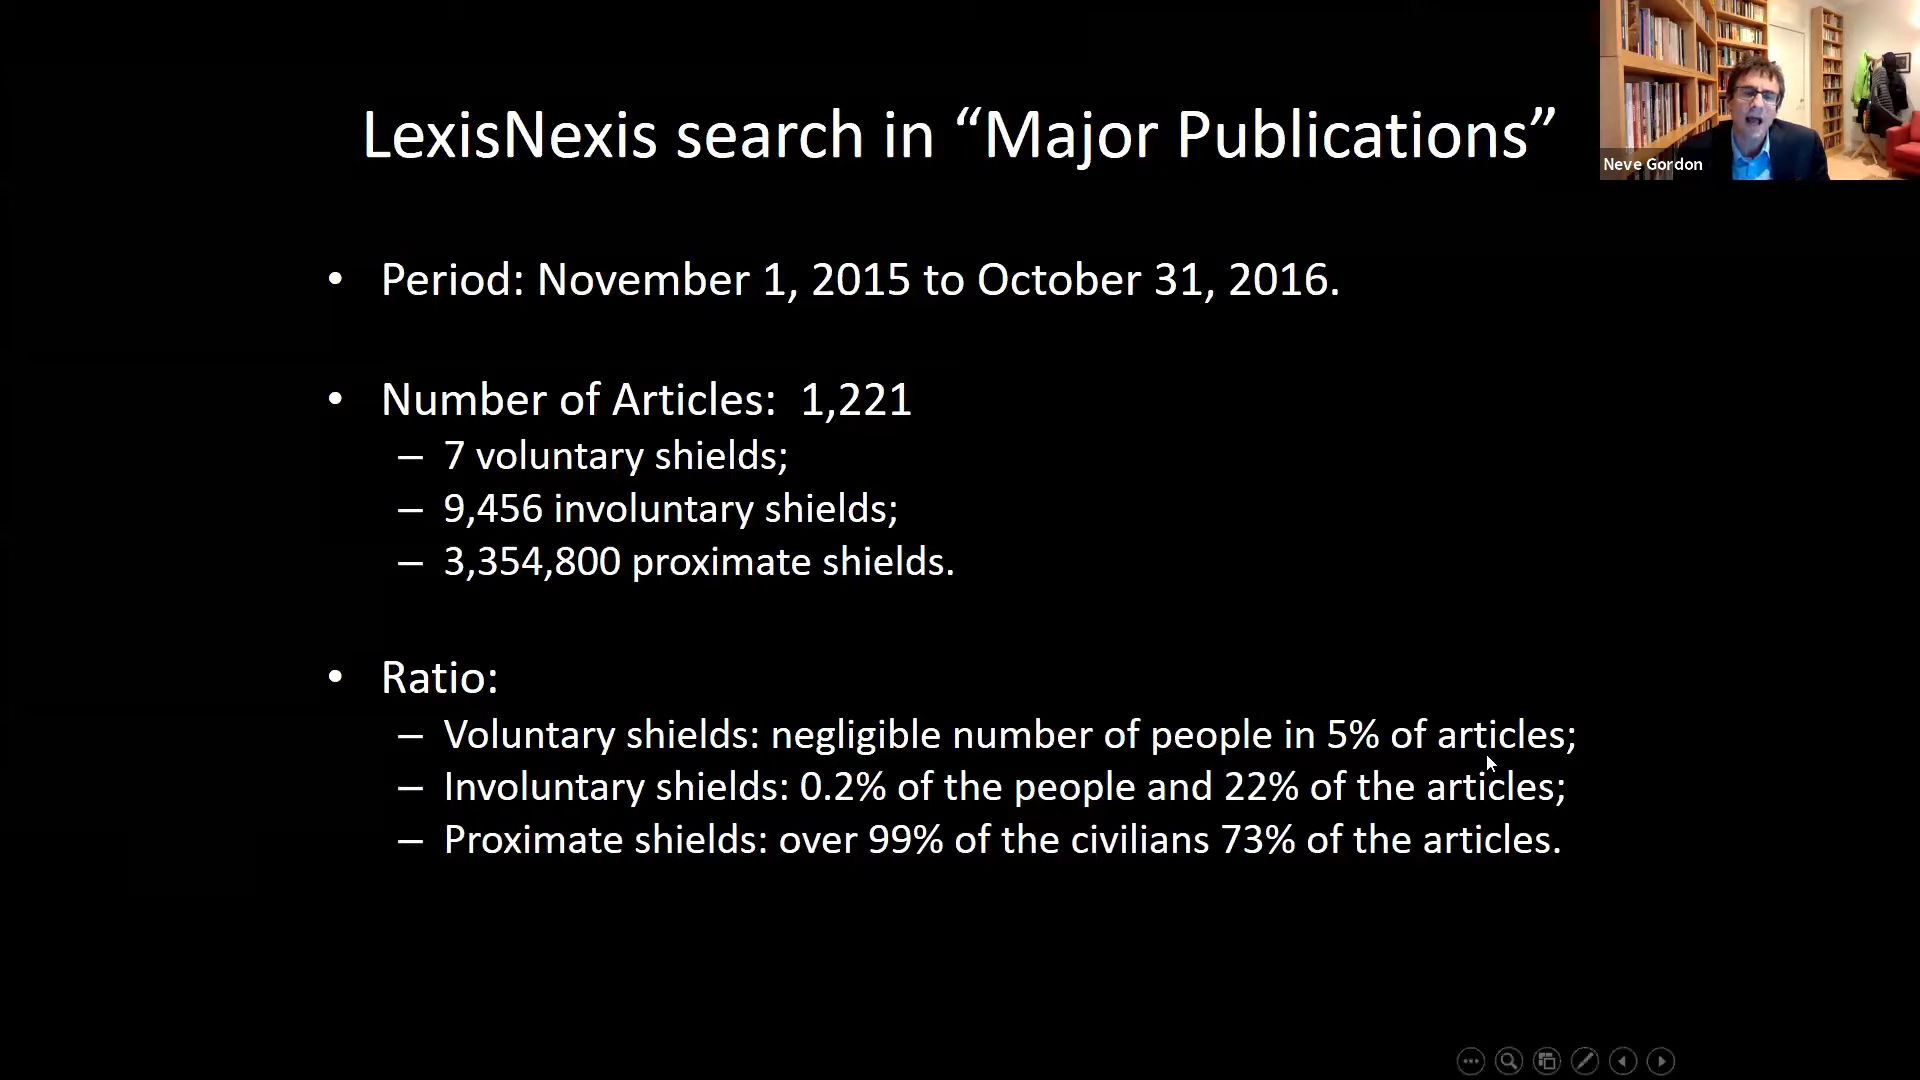 LexisNexis search in “Major Publications”
Neve Gordon
• Period: November 1, 2015 to October 31, 2016.
• Number of Articles:  1,221
– 7 voluntary shields;
– 9,456 involuntary shields;
– 3,354,800 proximate shields.
• Ratio:
– Voluntary shields: negligible number of people in 5% of articles;
– Involuntary shields: 0.2% of the people and 22% of the articles;
– Proximate shields: over 99% of the civilians 73% of the articles.